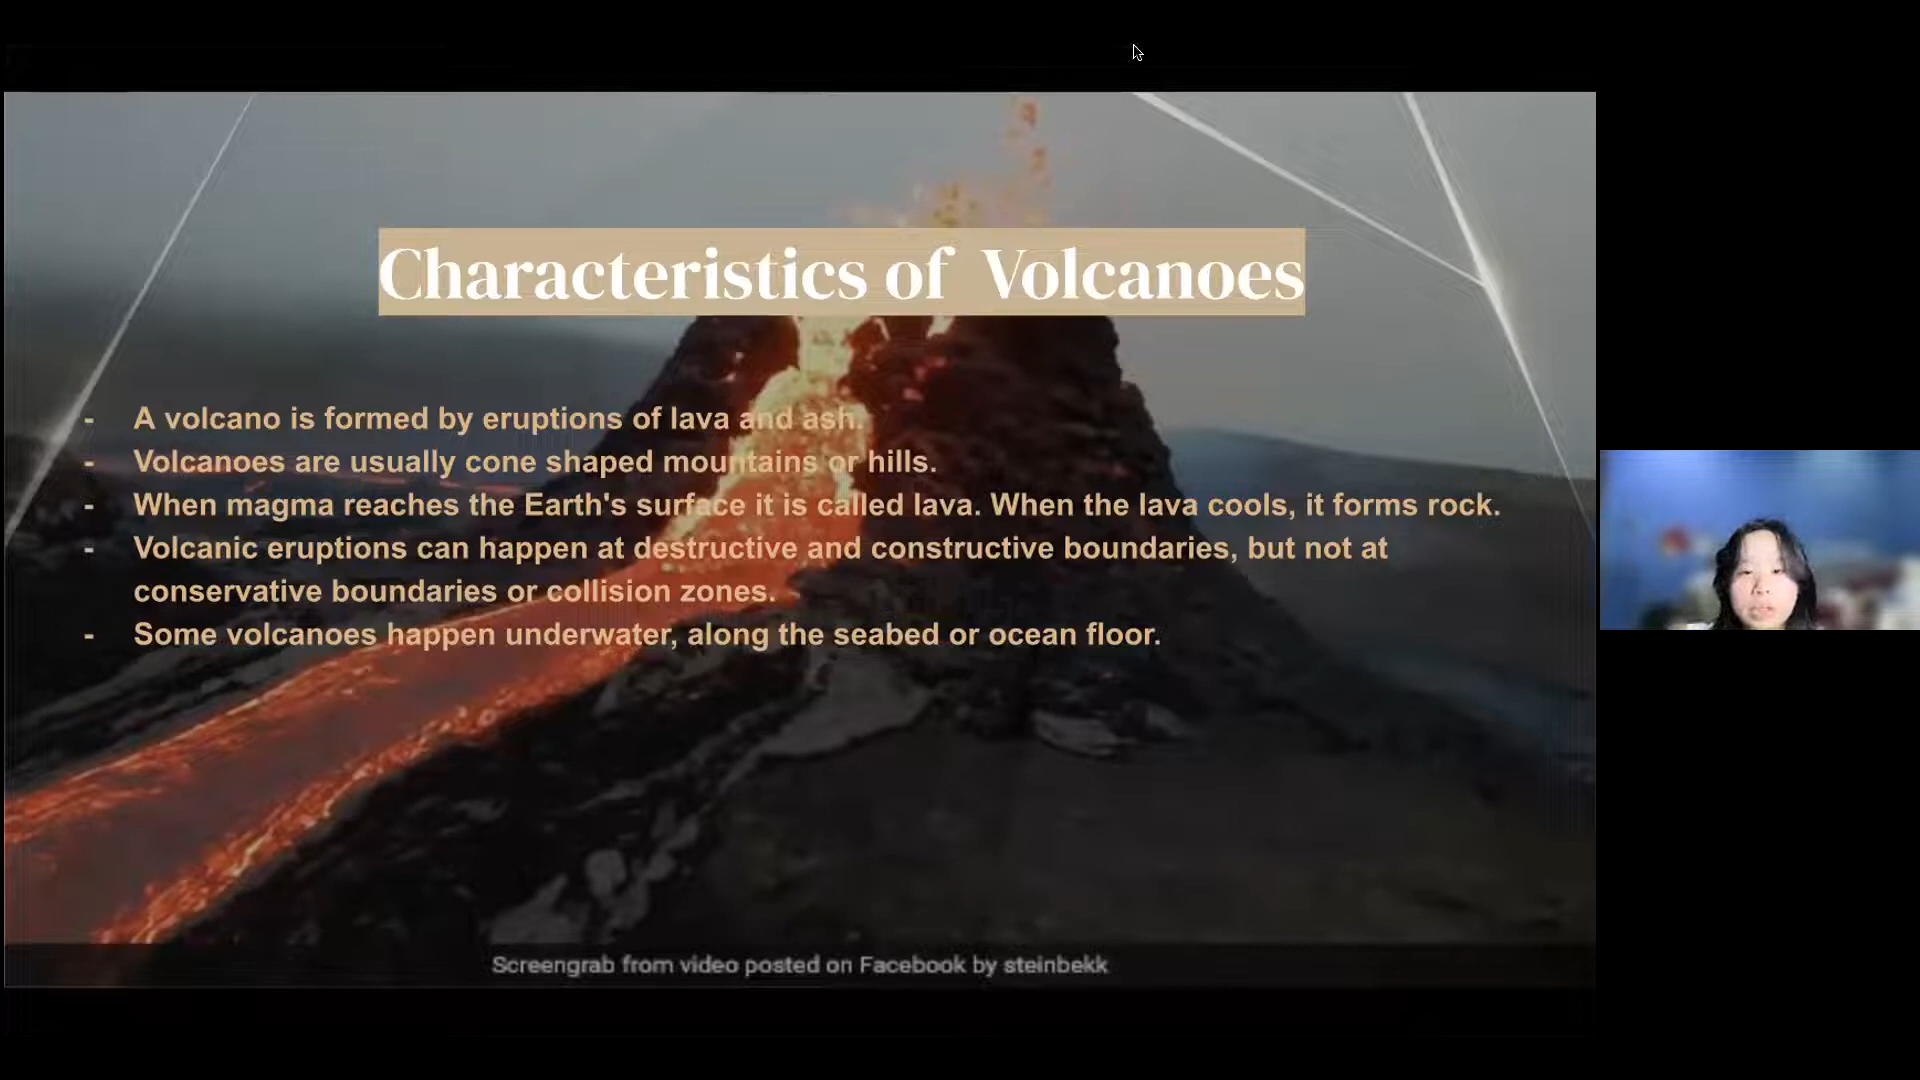 Characteristics of Volcanoes
- A volcano is formed by eruptions of lava and ash.
- Volcanoes are usually cone shaped mountains or hills.
- When magma reaches the Earth's surface it is called lava. When the lava cools, it forms rock.
- Volcanic eruptions can happen at destructive and constructive boundaries, but not at
conservative boundaries or collision zones.
- Some volcanoes happen underwater, along the seabed or ocean floor.
Screengrab from video posted on Facebook by steinbekk